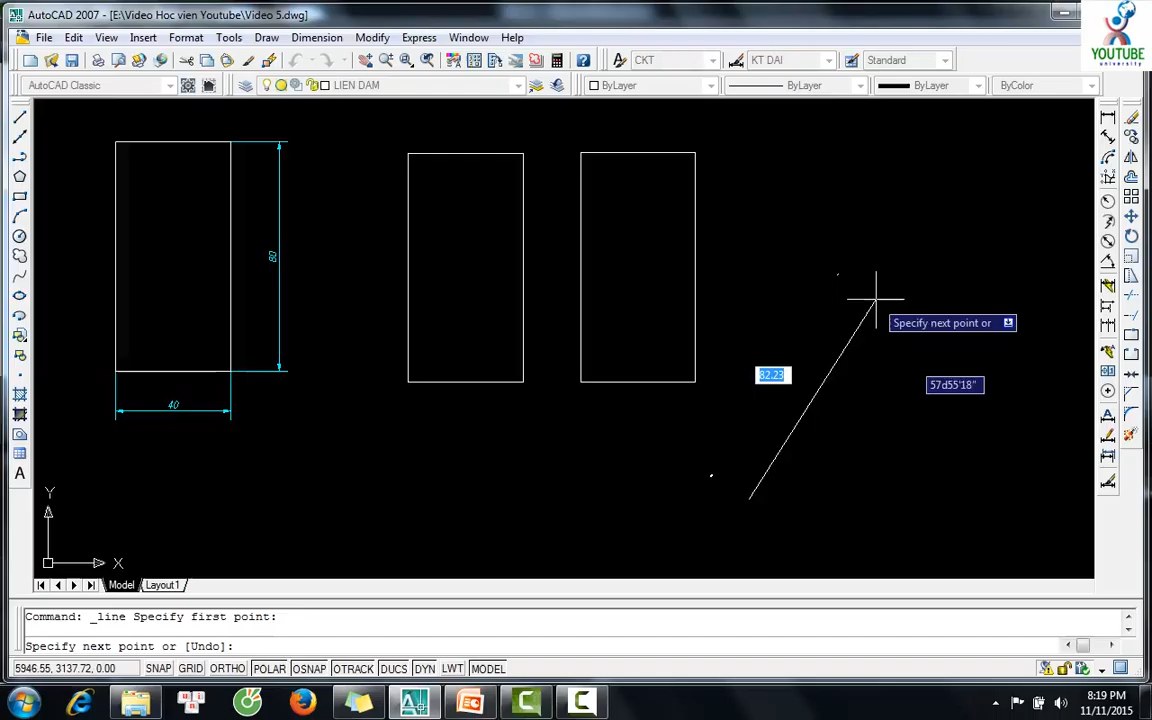 AutoCAD 2007 - [E:\Video Hoc vien Youtube\Video 5.dwg]
YOUTUBE
university
File Edit View Insert Format Tools Draw Dimension Modify Express Window Help
CKT
KT DAI
Standard
AutoCAD Classic
LIEN DAM
ByLayer
ByLayer
ByLayer
ByColor
80
40
Specify next point or
82.23
57d55'18"
Y
X
A
Model Layout1
Command: _line Specify first point:
Specify next point or [Undo]:
5946.55, 3137.72, 0.00 SNAP GRID ORTHO POLAR OSNAP OTRACK DUCS DYN LWT MODEL
8:19 PM
11/11/2015